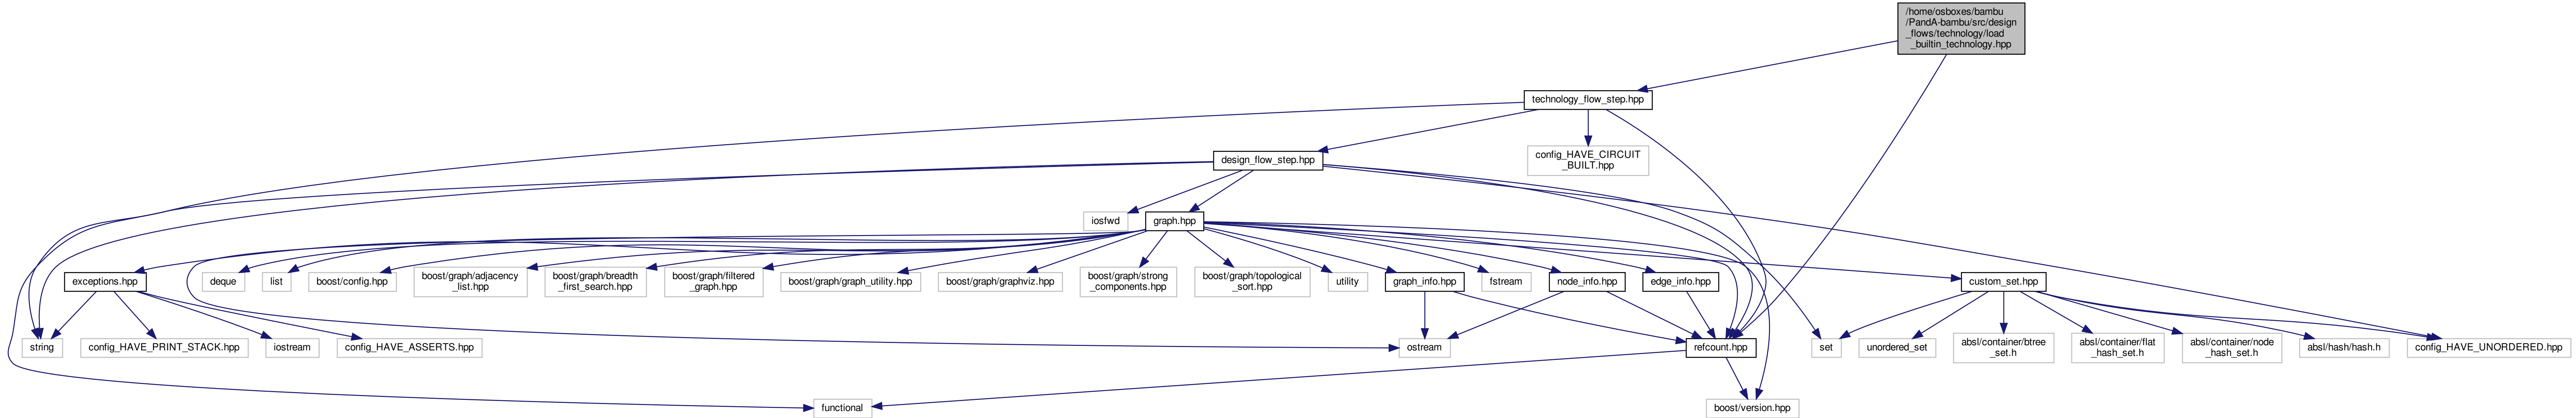 /home/osboxes/bambu
/PandA-bambu/src/design
_flows/technology/load
_builtin_technology.hpp
technology_flow_step.hpp
design_flow_step.hpp
config_HAVE_CIRCUIT
_BUILT.hpp
iosfwd
graph.hpp
exceptions.hpp
deque
list
boost/config.hpp
boost/graph/adjacency
_list.hpp
boost/graph/breadth
_first_search.hpp
boost/graph/filtered
_graph.hpp
boost/graph/graph_utility.hpp
boost/graph/graphviz.hpp
boost/graph/strong
_components.hpp
boost/graph/topological
_sort.hpp
utility
graph_info.hpp
fstream
node_info.hpp
edge_info.hpp
custom_set.hpp
string
config_HAVE_PRINT_STACK.hpp
iostream
config_HAVE_ASSERTS.hpp
ostream
refcount.hpp
set
unordered_set
absl/container/btree
_set.h
absl/container/flat
_hash_set.h
absl/container/node
_hash_set.h
absl/hash/hash.h
config_HAVE_UNORDERED.hpp
functional
boost/version.hpp